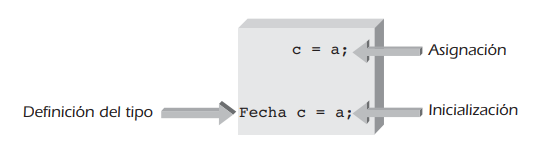 c = a;
Asignación
Definición del tipo
Fecha c = a;
Inicialización